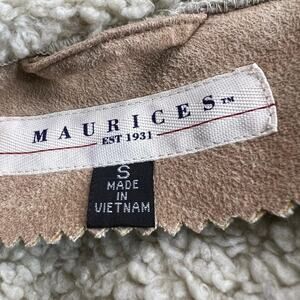 MAURICES™
EST 1931
S
MADE
IN
VIETNAM